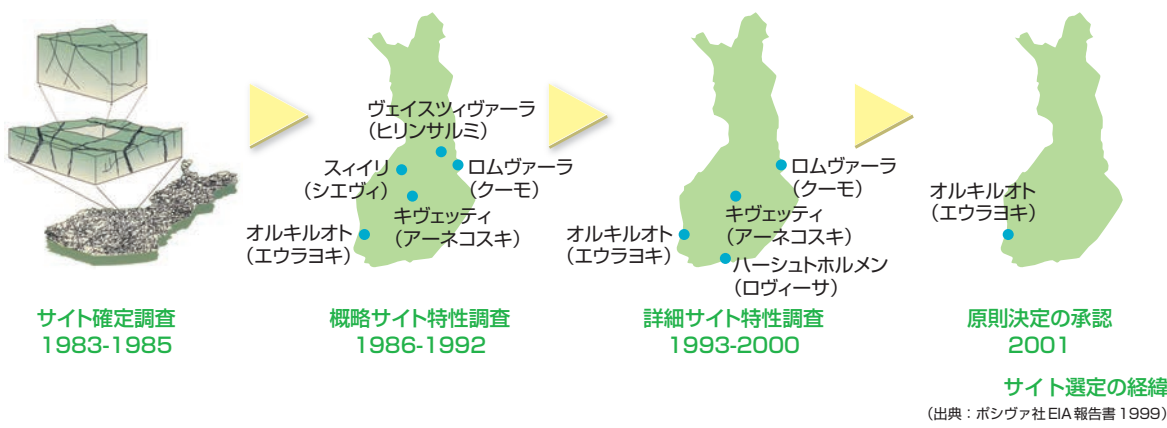 ヴェイスツィヴァーラ
（ヒリンサルミ）
スィイリ
（シエヴィ）
ロムヴァーラ
（クーモ）
キヴェッティ
（アーネコスキ）
オルキルオト
（エウラヨキ）
ロムヴァーラ
（クーモ）
キヴェッティ
（アーネコスキ）
オルキルオト
（エウラヨキ）
ハーシュトホルメン
（ロヴィーサ）
オルキルオト
（エウラヨキ）
サイト確定調査
1983-1985
概略サイト特性調査
1986-1992
詳細サイト特性調査
1993-2000
原則決定の承認
2001
サイト選定の経緯
（出典：ポシヴァ社EIA報告書1999）